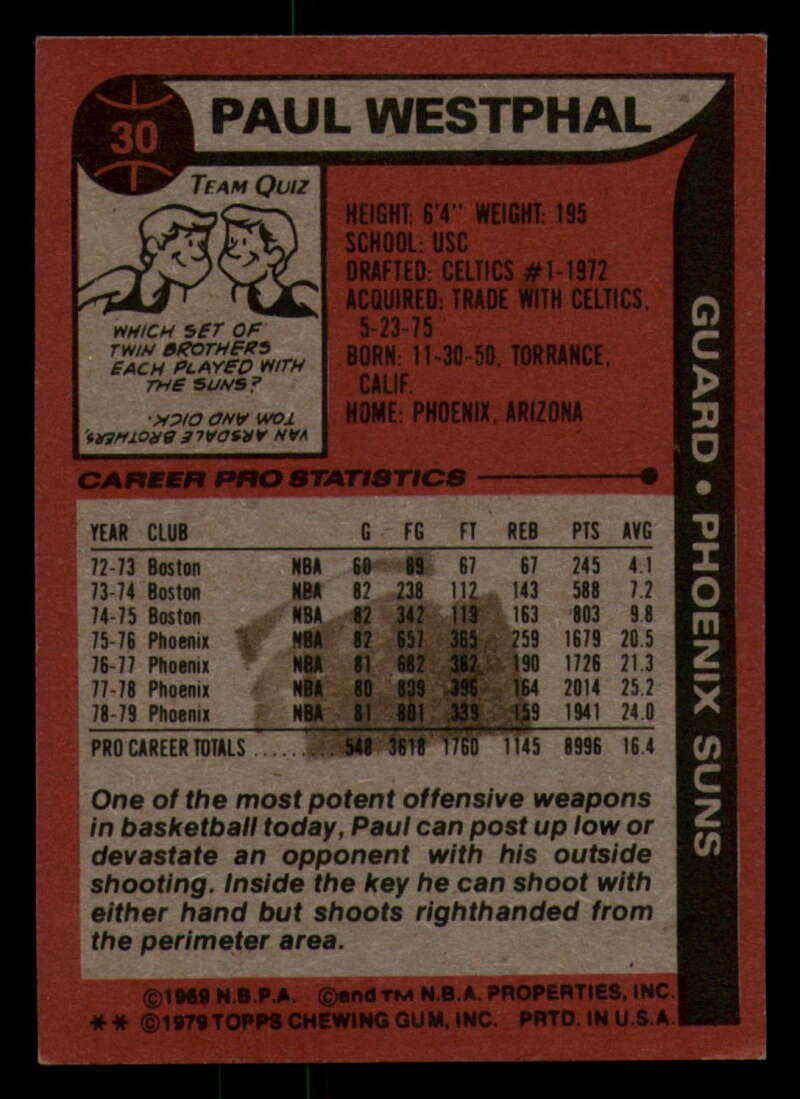 30
PAUL WESTPHAL
TEAM QUIZ
WHICH SET OF
TWIN BROTHERS
EACH PLAYED WITH
THE SUNS?
VAN ARSDALE BROTHERS,
TOM AND DICK.
HEIGHT: 6'4" WEIGHT: 195
SCHOOL: USC
DRAFTED: CELTICS #1-1972
ACQUIRED: TRADE WITH CELTICS,
5-23-75
BORN: 11-30-50, TORRANCE,
CALIF.
HOME: PHOENIX, ARIZONA
GUARD • PHOENIX SUNS
CAREER PRO STATISTICS
YEAR CLUB G FG FT REB PTS AVG
72-73 Boston NBA 60 89 67 67 245 4.1
73-74 Boston NBA 82 238 112 143 588 7.2
74-75 Boston NBA 82 342 119 163 803 9.8
75-76 Phoenix NBA 82 657 365 259 1679 20.5
76-77 Phoenix NBA 81 682 362 190 1726 21.3
77-78 Phoenix NBA 80 809 396 164 2014 25.2
78-79 Phoenix NBA 81 801 339 159 1941 24.0
PRO CAREER TOTALS ....... 548 3618 1760 1145 8996 16.4
One of the most potent offensive weapons
in basketball today, Paul can post up low or
devastate an opponent with his outside
shooting. Inside the key he can shoot with
either hand but shoots righthanded from
the perimeter area.
©1969 N.B.P.A. ©and TM N.B.A. PROPERTIES, INC.
** ©1979 TOPPS CHEWING GUM, INC. PRTD. IN U.S.A.